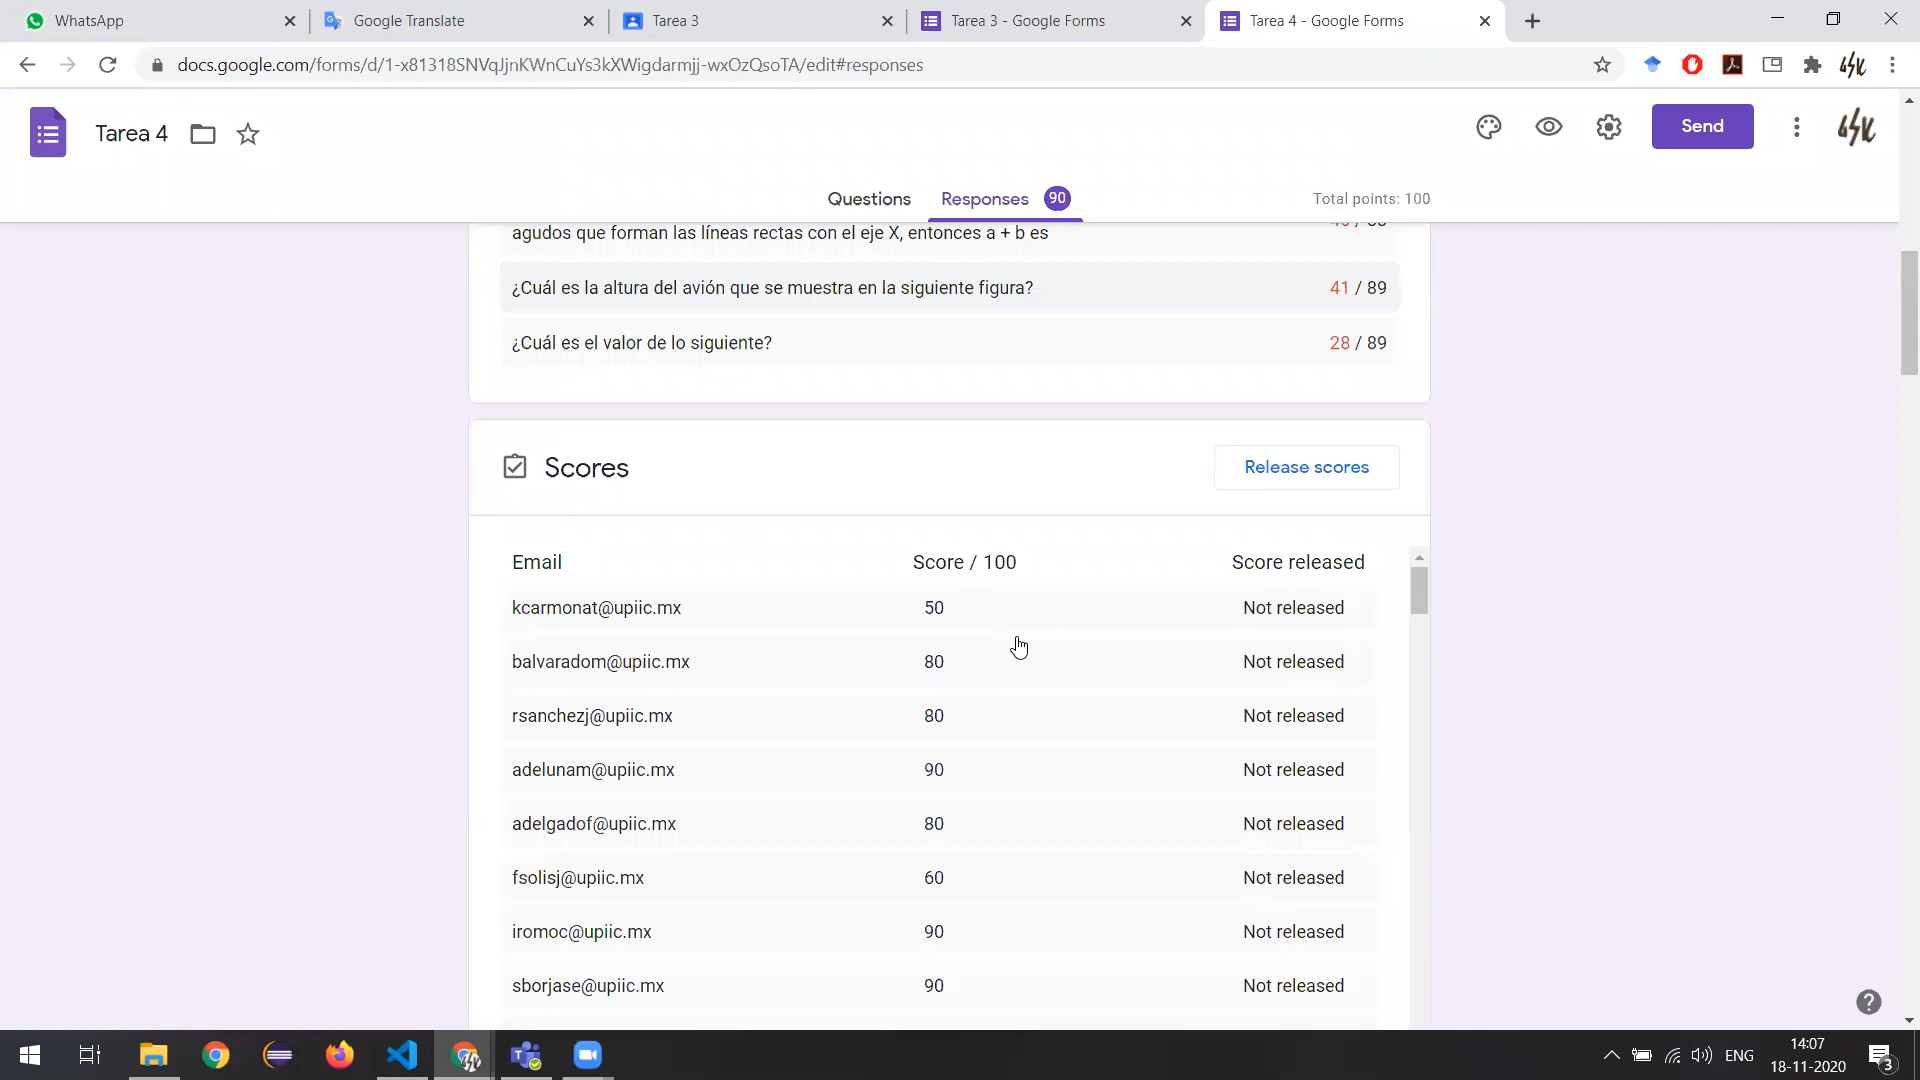 WhatsApp
Google Translate
Tarea 3
Tarea 3 - Google Forms
Tarea 4 - Google Forms
docs.google.com/forms/d/1-x81318SNVqJjnKWnCuYs3kXWigdarmjj-wxOzQsoTA/edit#responses
Tarea 4
Send
Questions
Responses 90
Total points: 100
agudos que forman las líneas rectas con el eje X, entonces a + b es
¿Cuál es la altura del avión que se muestra en la siguiente figura? 41 / 89
¿Cuál es el valor de lo siguiente? 28 / 89
Scores
Release scores
Email Score / 100 Score released
kcarmonat@upiic.mx 50 Not released
balvaradom@upiic.mx 80 Not released
rsanchezj@upiic.mx 80 Not released
adelunam@upiic.mx 90 Not released
adelgadof@upiic.mx 80 Not released
fsolisj@upiic.mx 60 Not released
iromoc@upiic.mx 90 Not released
sborjase@upiic.mx 90 Not released
ENG
14:07
18-11-2020
3